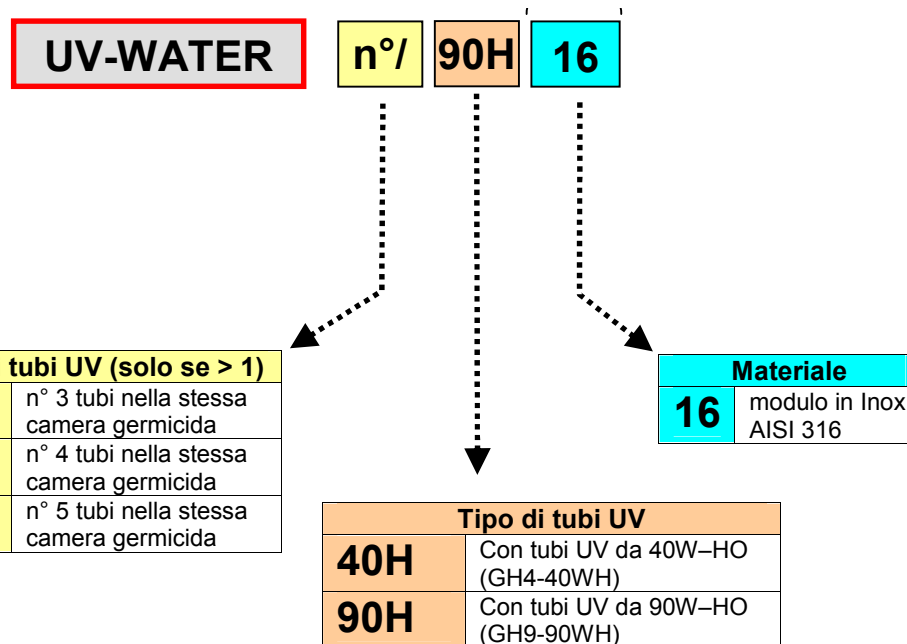 UV-WATER n°/ 90H 16
tubi UV (solo se > 1)
n° 3 tubi nella stessa
camera germicida
n° 4 tubi nella stessa
camera germicida
n° 5 tubi nella stessa
camera germicida
Materiale
16 modulo in Inox
AISI 316
Tipo di tubi UV
40H Con tubi UV da 40W–HO
(GH4-40WH)
90H Con tubi UV da 90W–HO
(GH9-90WH)